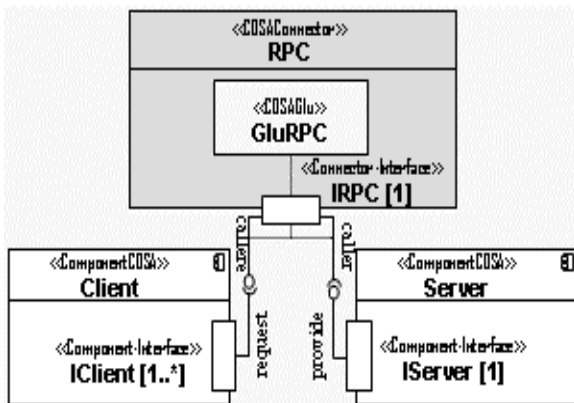 «COSAConnector»
RPC
«COSAGlu»
GluRPC
«Connector-Interface»
IRPC [1]
callee
caller
«ComponentCOSA»
Client
«ComponentCOSA»
Server
request
provide
«Component-Interface»
IClient [1..*]
«Component-Interface»
IServer [1]